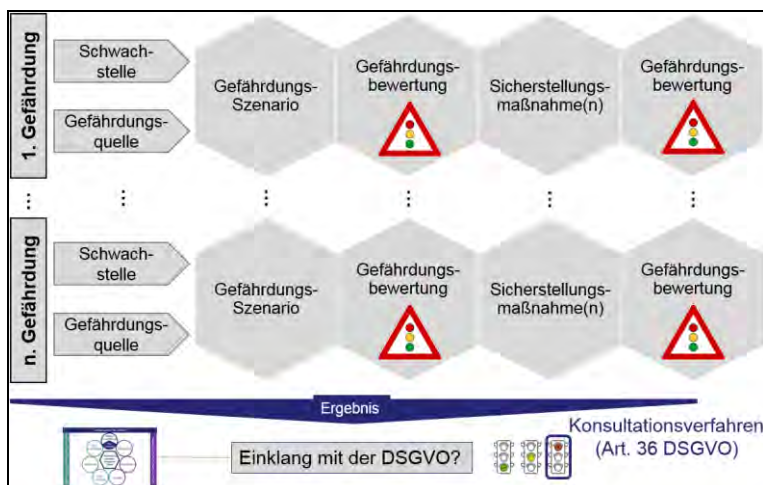 1. Gefährdung
Schwach-
stelle
Gefährdungs-
quelle
Gefährdungs-
Szenario
Gefährdungs-
bewertung
Sicherstellungs-
maßnahme(n)
Gefährdungs-
bewertung
...
...
...
...
...
...
n. Gefährdung
Schwach-
stelle
Gefährdungs-
quelle
Gefährdungs-
Szenario
Gefährdungs-
bewertung
Sicherstellungs-
maßnahme(n)
Gefährdungs-
bewertung
Ergebnis
Einklang mit der DSGVO?
Konsultationsverfahren
(Art. 36 DSGVO)